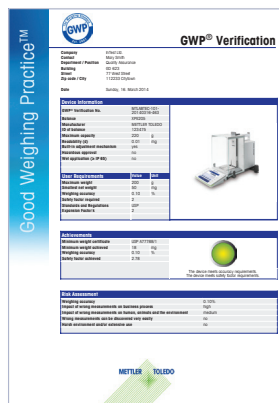 GWP
GWP® Verification
Good Weighing Practice™
Company
Contact Mary Smith
Department / Position Quality Assurance
Building
Street 77 West Street
Zip code / City
Date Sunday, 16. March 2014
Device Information
GWP® Verification No.
Balance XPE205
Manufacturer METTLER TOLEDO
ID of balance
Maximum capacity 220 g
Readability (d) 0.01 mg
Built-in adjustment mechanism yes
Hazardous approval no
Wet application (≥ IP 65) no
User Requirements Value Unit
Maximum weight 200 g
Smallest net weight
Weighing accuracy 0.10 %
Safety factor required 2
Standards and Regulations USP
Expansion Factor k 2
Achievements
Minimum weight certificate
Minimum weight achieved
Weighing accuracy 0.10 %
Safety factor achieved
The device meets accuracy requirements.
The device meets safety factor requirements.
Risk Assessment
Weighing accuracy 0.10%
Impact of wrong measurements on business process high
Impact of wrong measurements on human, animals and the environment medium
Wrong measurements can be discovered very easily no
Harsh environment and/or extensive use no
METTLER TOLEDO